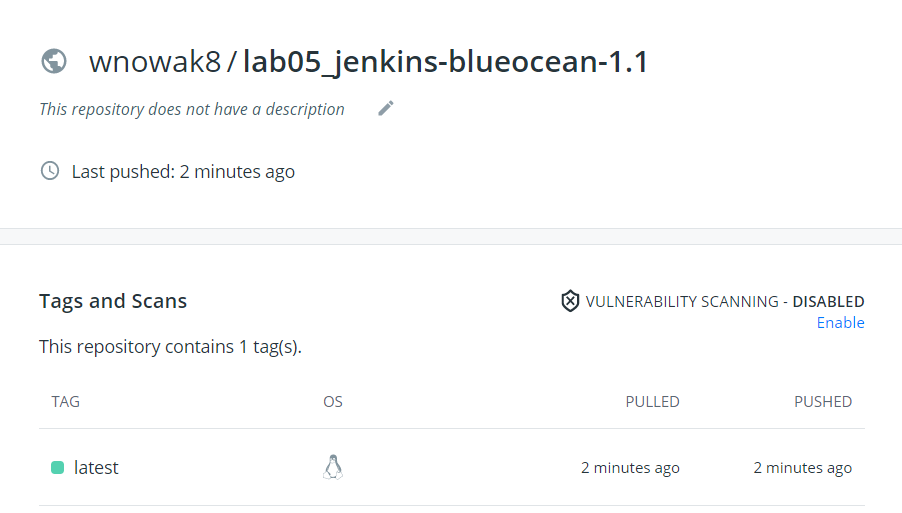 wnowak8 / lab05_jenkins-blueocean-1.1
This repository does not have a description
Last pushed: 2 minutes ago
Tags and Scans
VULNERABILITY SCANNING - DISABLED
Enable
This repository contains 1 tag(s).
TAG OS PULLED PUSHED
latest 2 minutes ago 2 minutes ago